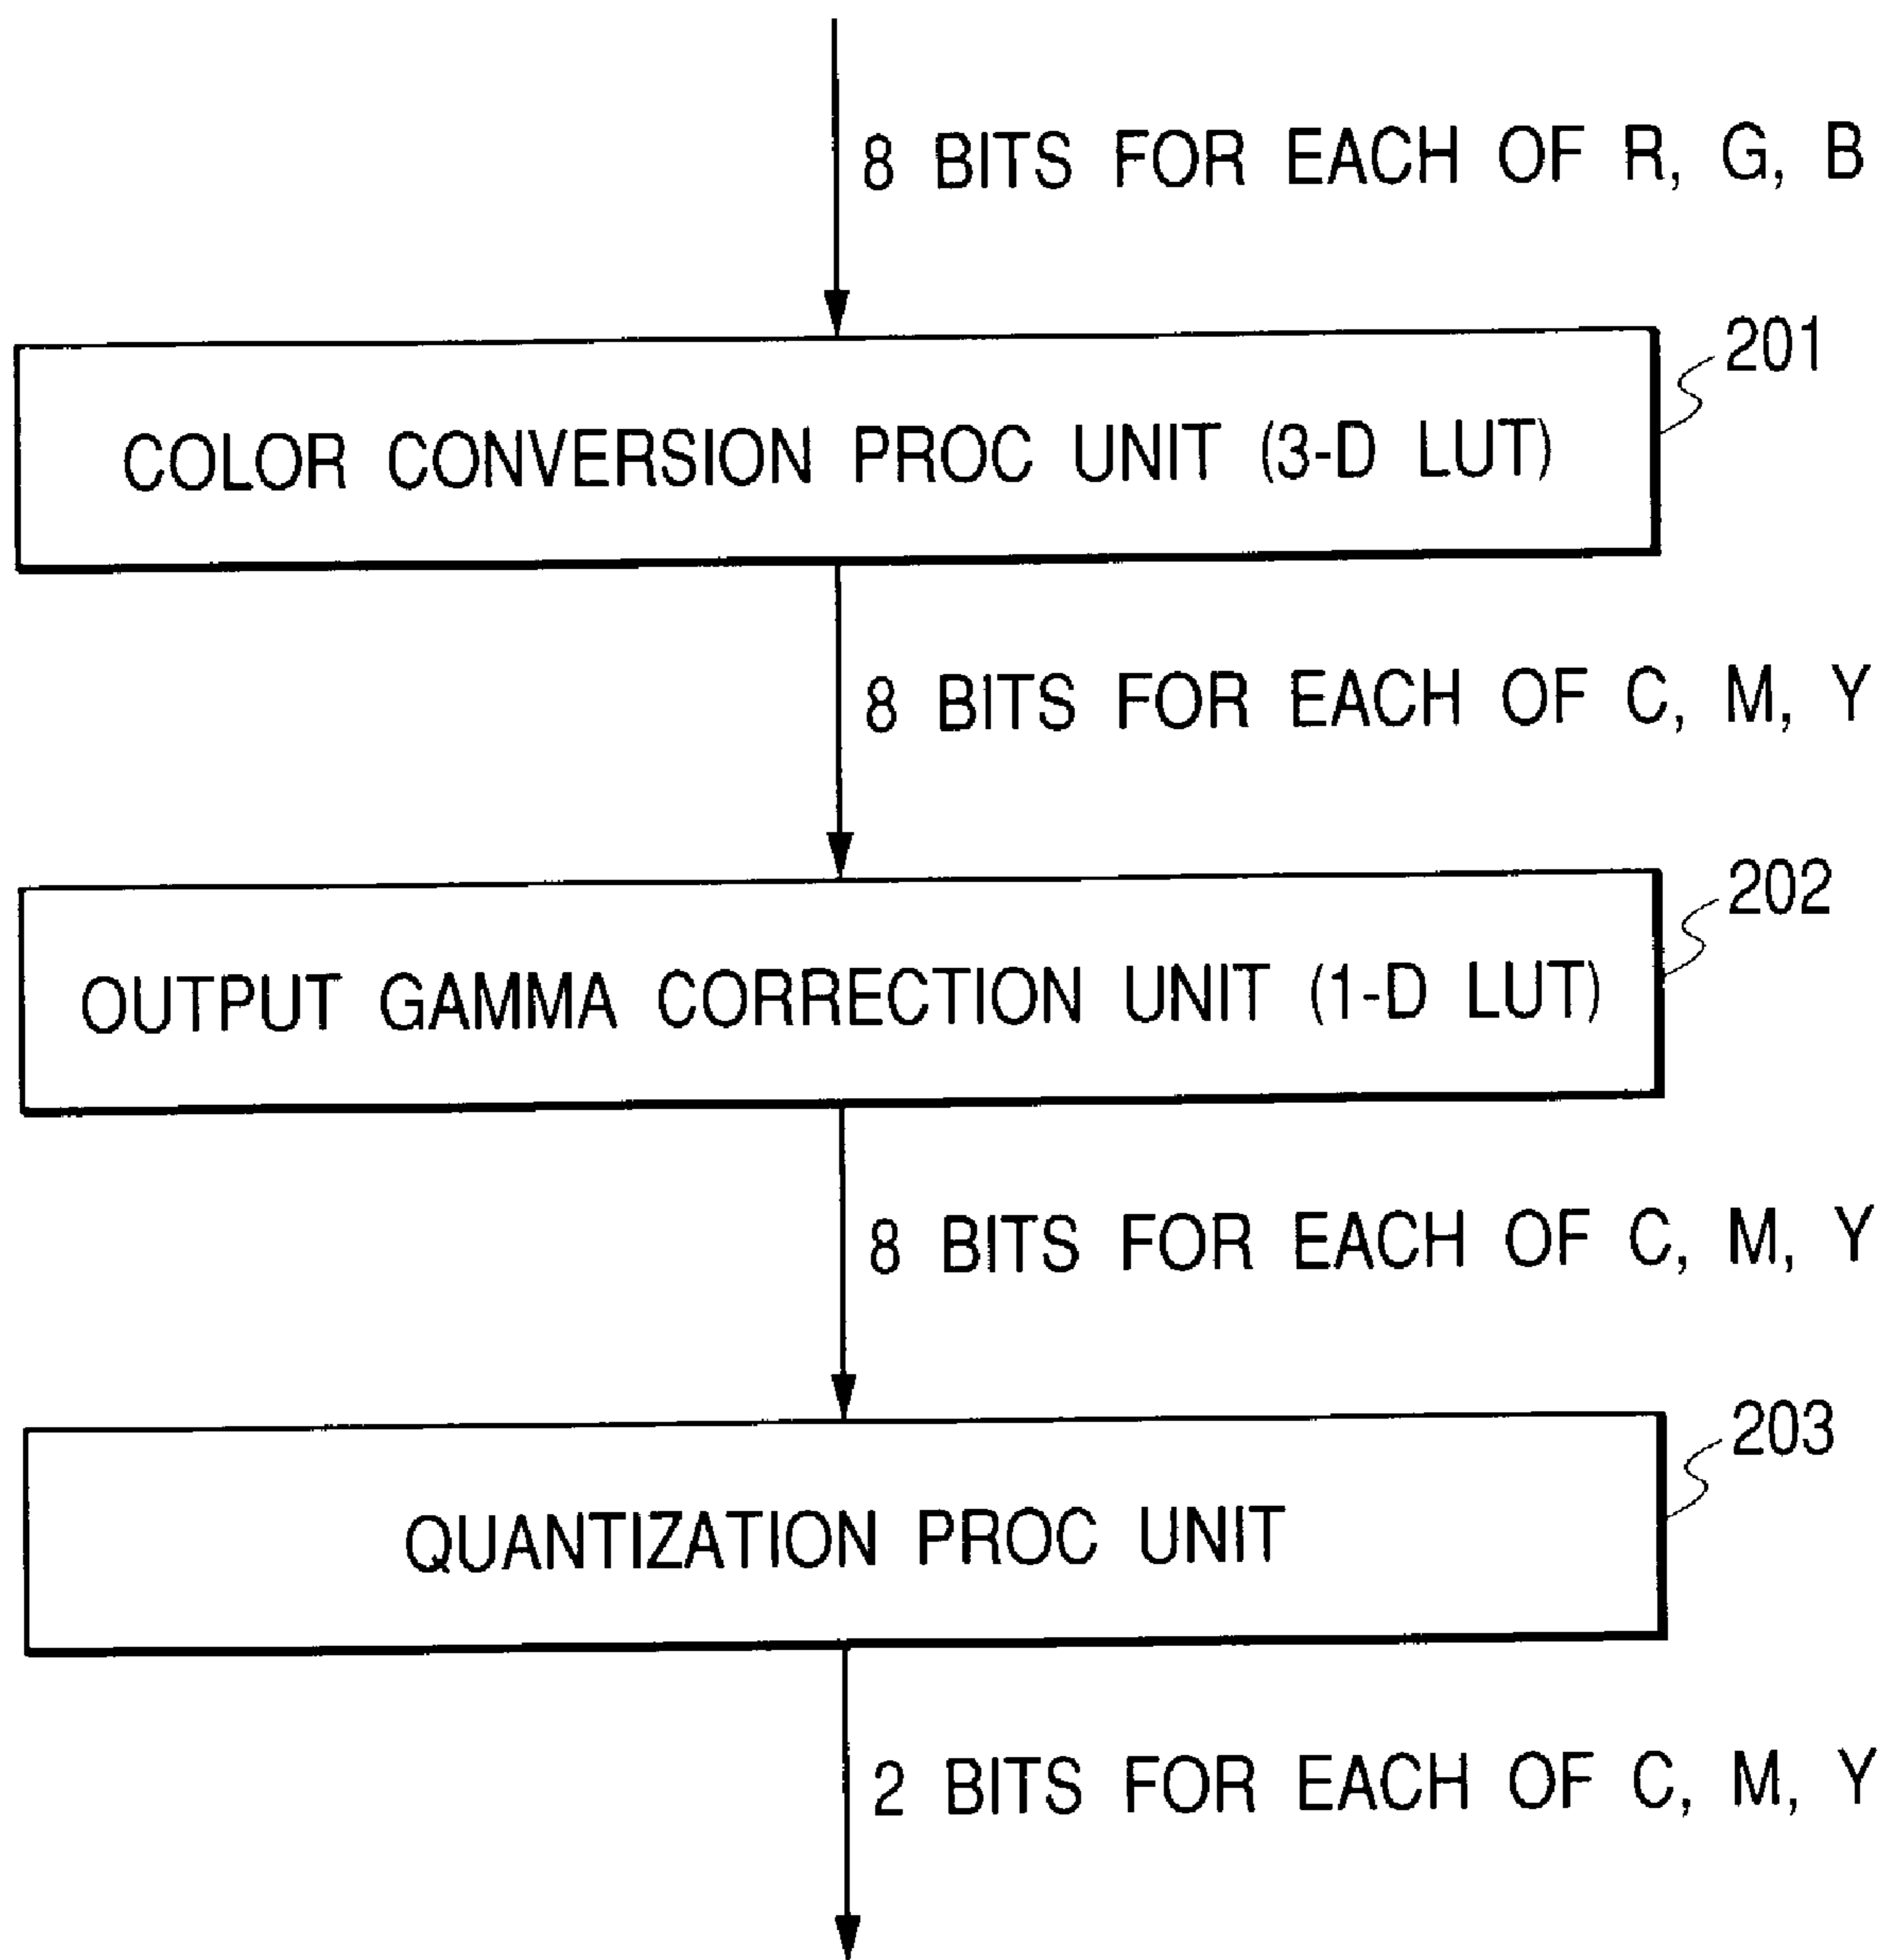 8 BITS FOR EACH OF R, G, B
201
COLOR CONVERSION PROC UNIT (3-D LUT)
8 BITS FOR EACH OF C, M, Y
202
OUTPUT GAMMA CORRECTION UNIT (1-D LUT)
8 BITS FOR EACH OF C, M, Y
203
QUANTIZATION PROC UNIT
2 BITS FOR EACH OF C, M, Y